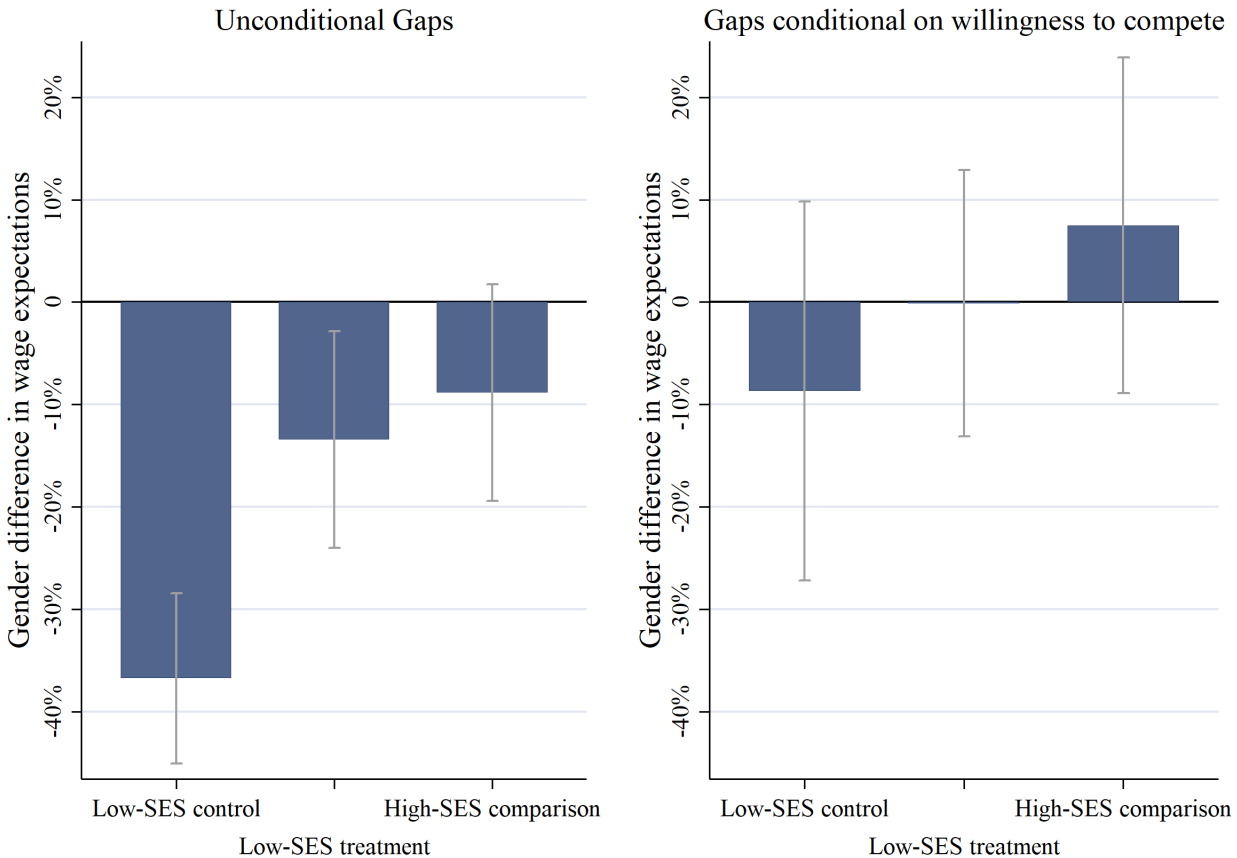 Unconditional Gaps
Gender difference in wage expectations
20%
10%
0
-10%
-20%
-30%
-40%
Low-SES control
High-SES comparison
Low-SES treatment
Gaps conditional on willingness to compete
Gender difference in wage expectations
20%
10%
0
-10%
-20%
-30%
-40%
Low-SES control
High-SES comparison
Low-SES treatment